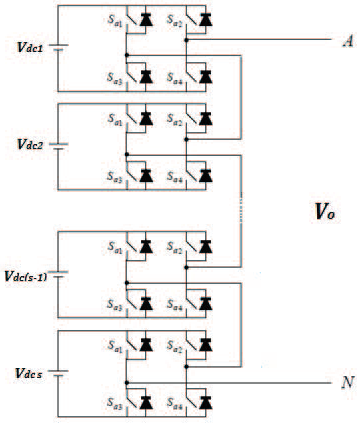 Sa1 Sa2
A
Vdc1
Sa3 Sa4
Sa1 Sa2
Vdc2
Sa3 Sa4
Vo
Sa1 Sa2
Vdc(s-1)
Sa3 Sa4
Sa1 Sa2
Vdcs
N
Sa3 Sa4